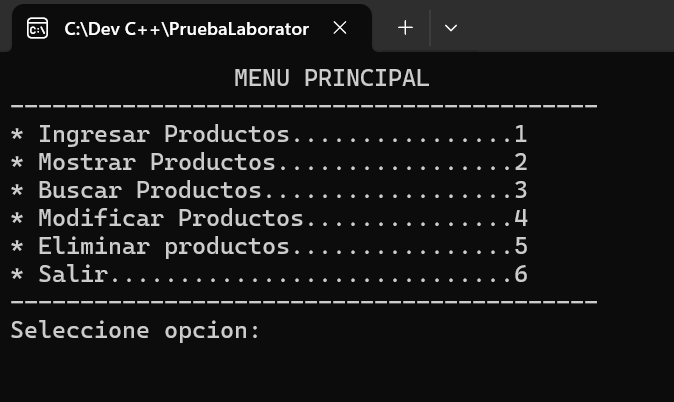 C:\Dev C++\PruebaLaborator
MENU PRINCIPAL
------------------------------------------
* Ingresar Productos................1
* Mostrar Productos.................2
* Buscar Productos..................3
* Modificar Productos...............4
* Eliminar productos................5
* Salir.............................6
------------------------------------------
Seleccione opcion: